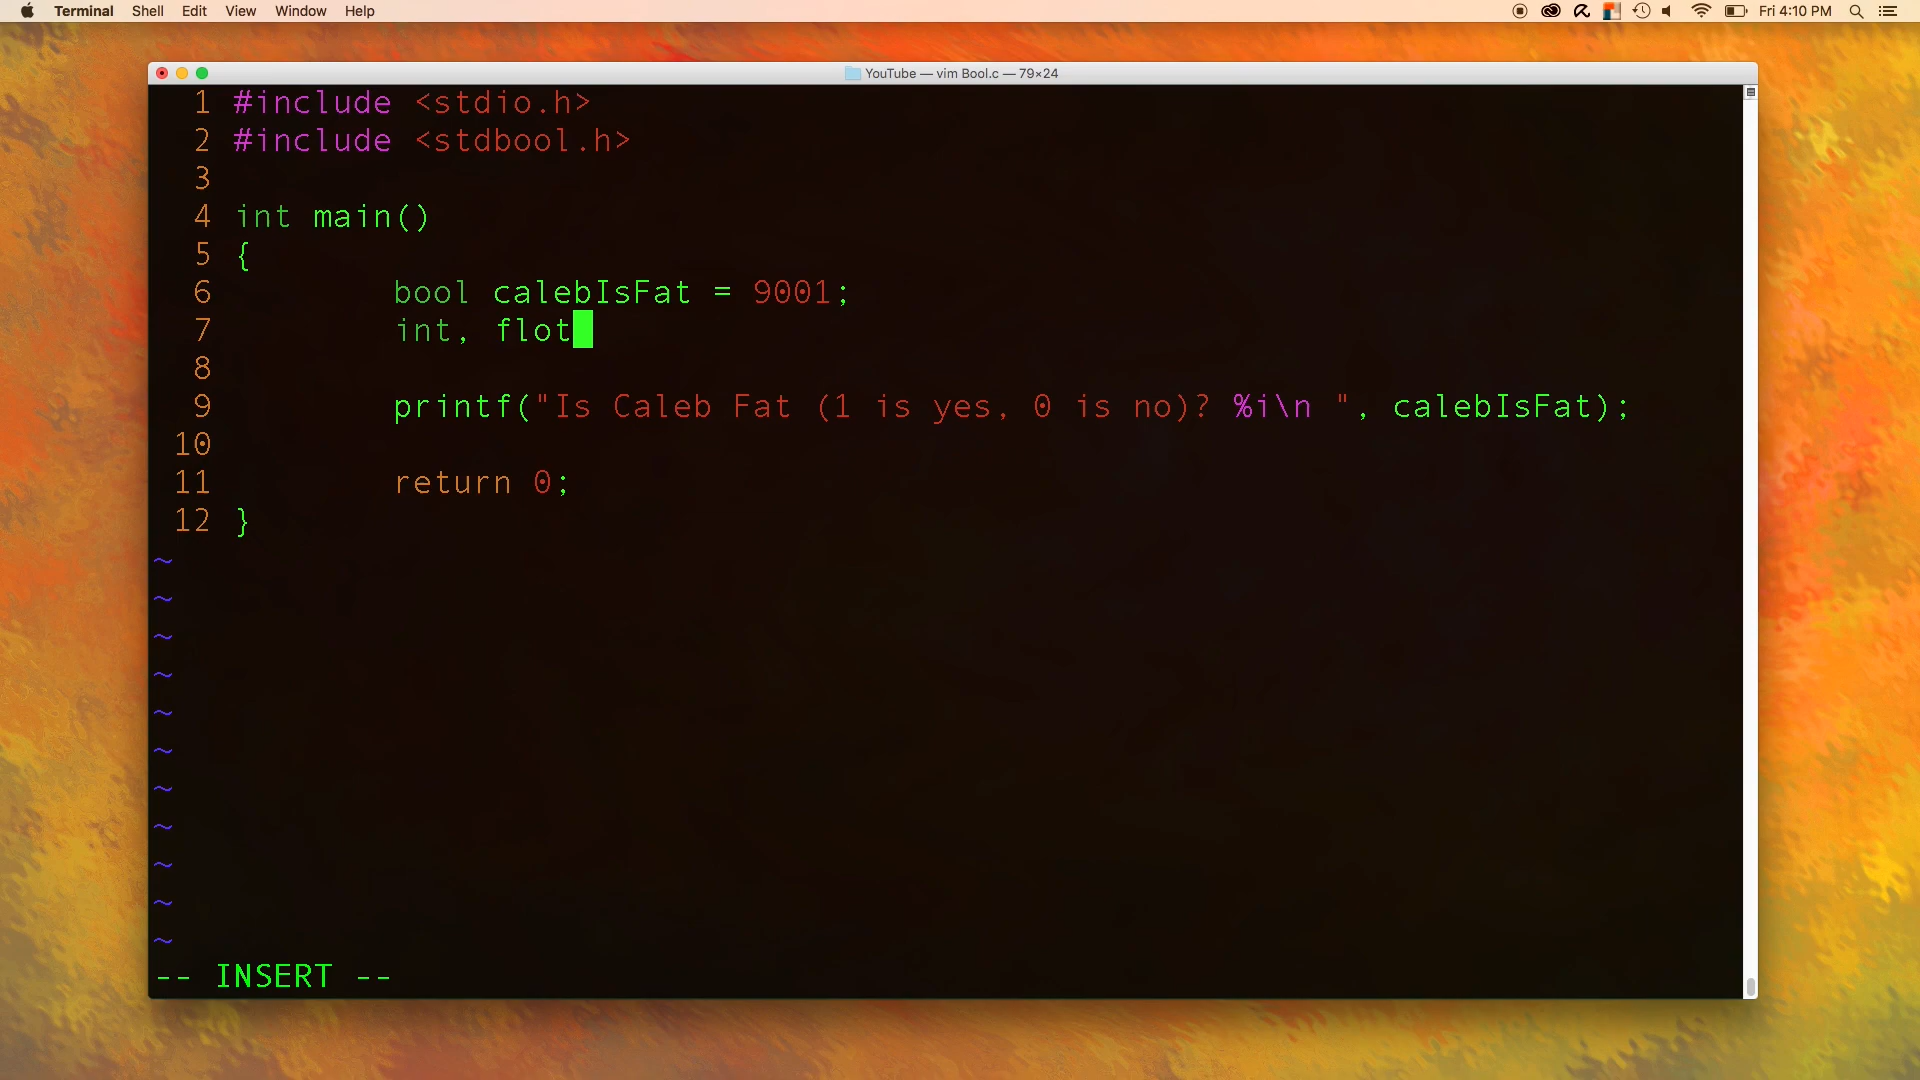 Terminal Shell Edit View Window Help Fri 4:10 PM
YouTube — vim Bool.c — 79×24
1 #include <stdio.h>
2 #include <stdbool.h>
3
4 int main()
5 {
6 bool calebIsFat = 9001;
7 int, flot
8
9 printf("Is Caleb Fat (1 is yes, 0 is no)? %i\n ", calebIsFat);
10
11 return 0;
12 }
~
~
~
~
~
~
~
~
~
~
~
-- INSERT --